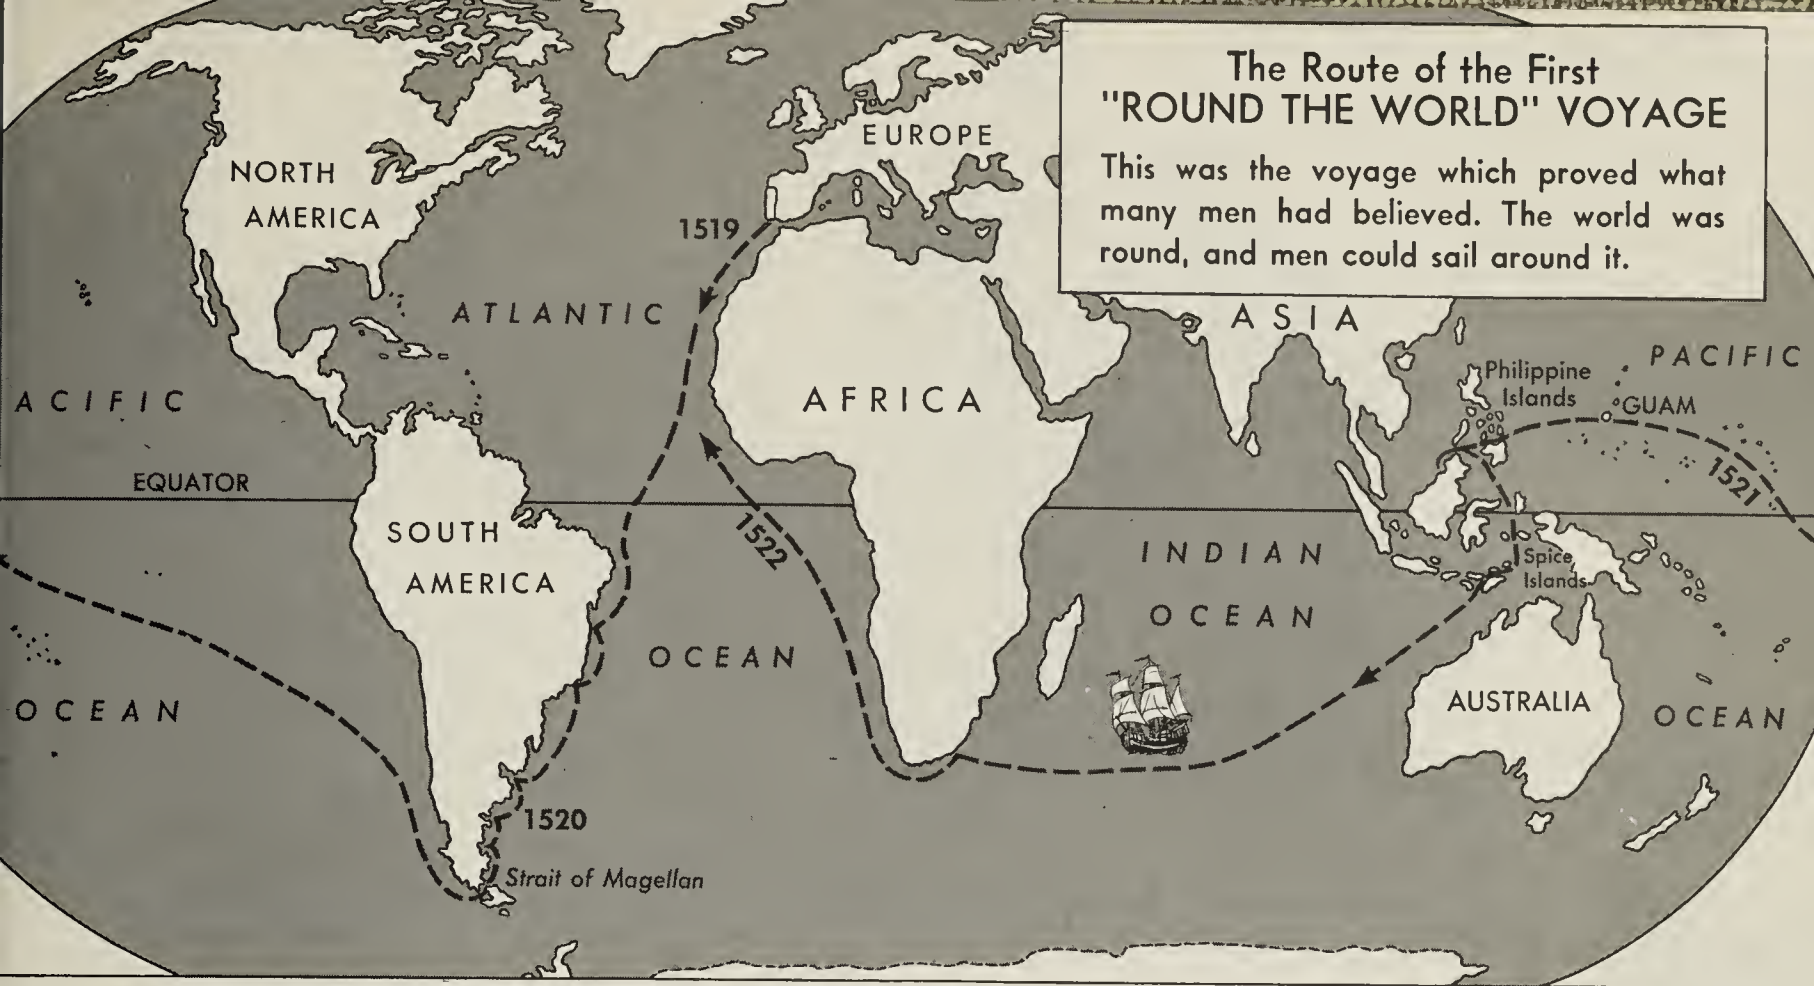 The Route of the First
"ROUND THE WORLD" VOYAGE
This was the voyage which proved what
many men had believed. The world was
round, and men could sail around it.
EUROPE
NORTH
AMERICA
1519
ATLANTIC
ASIA
PACIFIC
Philippine
Islands
GUAM
AFRICA
ACIFIC
EQUATOR
1521
SOUTH
AMERICA
1522
INDIAN
OCEAN
Spice
Islands
OCEAN
OCEAN
AUSTRALIA
OCEAN
1520
Strait of Magellan